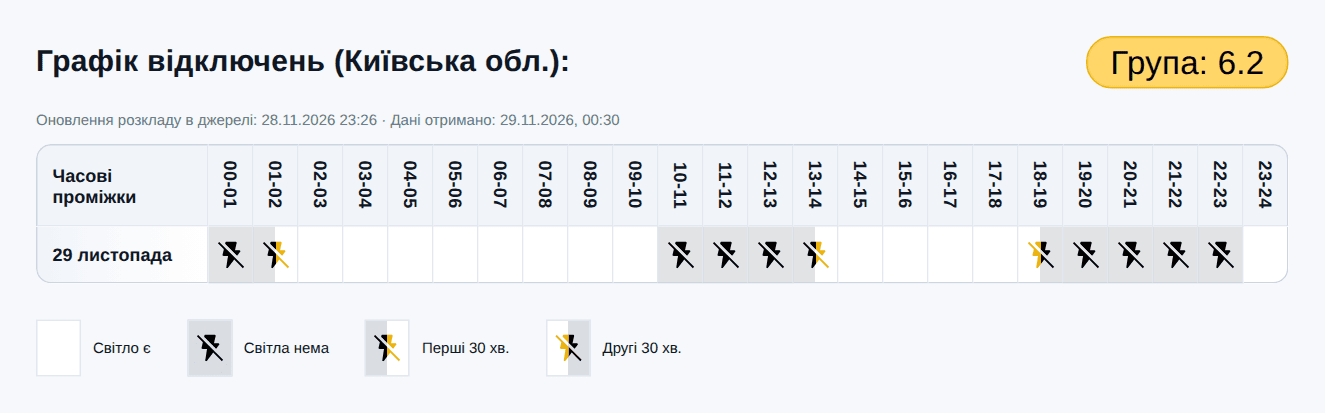 Графік відключень (Київська обл.):
Група: 6.2
Оновлення розкладу в джерелі: 28.11.2026 23:26 · Дані отримано: 29.11.2026, 00:30
Часові
проміжки
00-01
01-02
02-03
03-04
04-05
05-06
06-07
07-08
08-09
09-10
10-11
11-12
12-13
13-14
14-15
15-16
16-17
17-18
18-19
19-20
20-21
21-22
22-23
23-24
29 листопада
Світло є
Світла нема
Перші 30 хв.
Другі 30 хв.